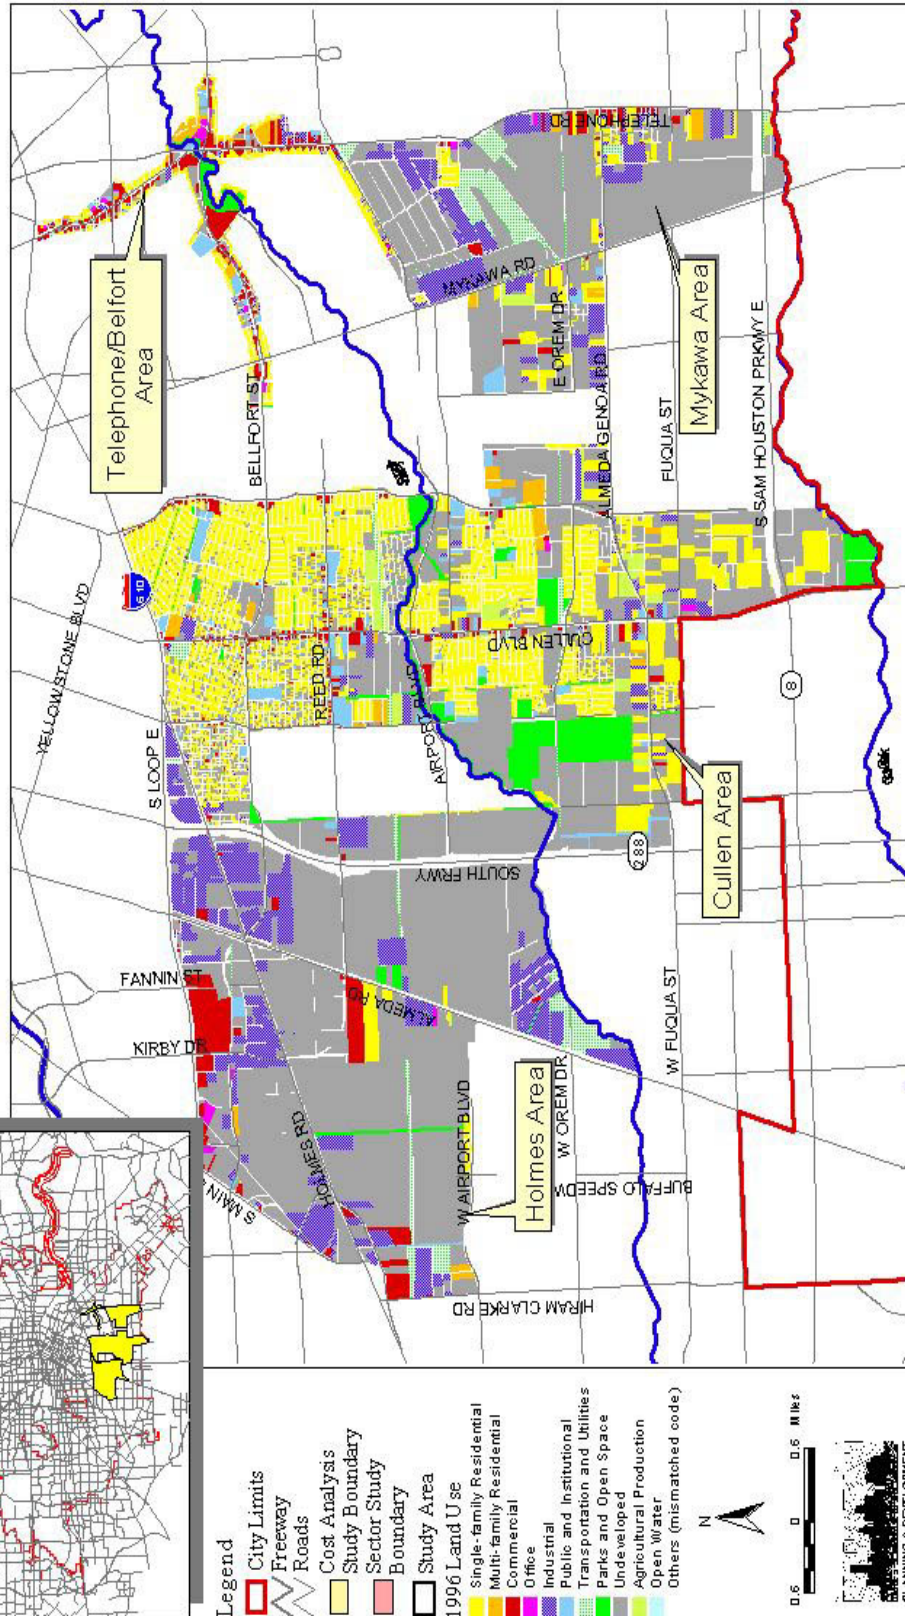 Telephone/Belfort
Area
YELLOWSTONE BLVD
610
S LOOP E
BELLFORT ST
REED RD
FANNIN ST
KIRBY DR
S MAIN
HOLMES RD
ALMEDA RD
SOUTH FRWY
AIRPORT BLVD
CULLEN BLVD
MYKAWA RD
TELEPHONE RD
E OREM DR
ALMEDA GENOA RD
FUQUA ST
Mykawa Area
S SAM HOUSTON PRKWY E
8
288
Cullen Area
W FUQUA ST
W OREM DR
W AIRPORT BLVD
Holmes Area
BUFFALO SPEEDW
HIRAM CLARKE RD
Legend
City Limits
Freeway
Roads
Cost Analysis
Study Boundary
Sector Study
Boundary
Study Area
1996 Land Use
Single-family Residential
Multi-family Residential
Commercial
Office
Industrial
Public and Institutional
Transportation and Utilities
Parks and Open Space
Undeveloped
Agricultural Production
Open Water
Others (mismatched code)
N
0.6 0 0.6 Miles